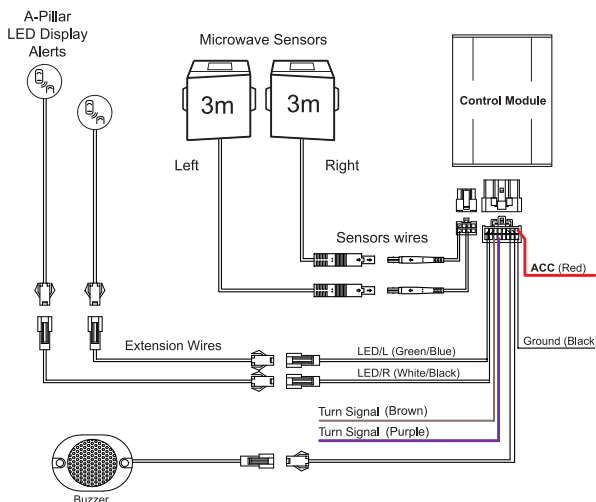 A-Pillar
LED Display
Alerts
Microwave Sensors
3m
3m
Control Module
Left
Right
Sensors wires
ACC (Red)
Ground (Black)
Extension Wires
LED/L (Green/Blue)
LED/R (White/Black)
Turn Signal (Brown)
Turn Signal (Purple)
Buzzer